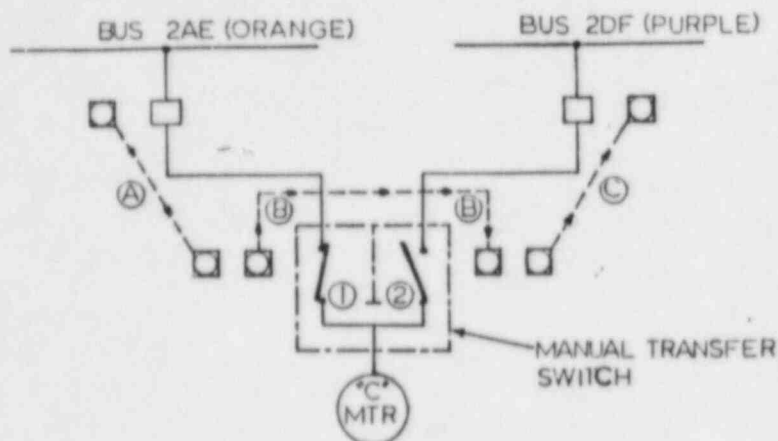 BUS 2AE (ORANGE)
BUS 2DF (PURPLE)
A
B
B
C
1
2
MANUAL TRANSFER
SWITCH
"C"
MTR